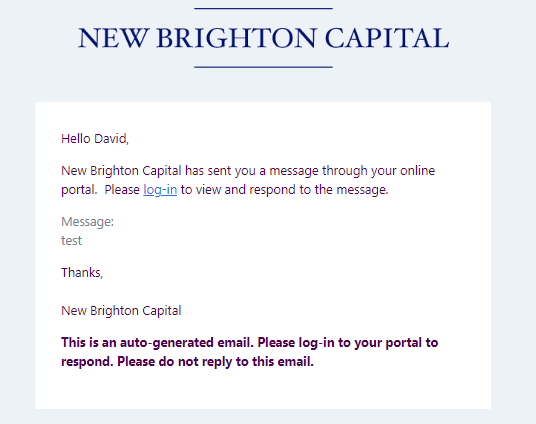 NEW BRIGHTON CAPITAL
Hello David,
New Brighton Capital has sent you a message through your online
portal.  Please log-in to view and respond to the message.
Message:
test
Thanks,
New Brighton Capital
This is an auto-generated email. Please log-in to your portal to
respond. Please do not reply to this email.